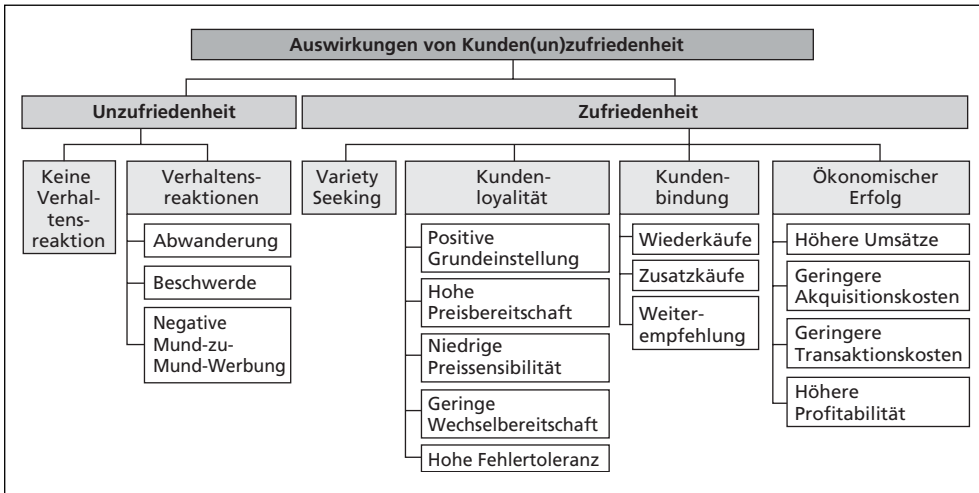 Auswirkungen von Kunden(un)zufriedenheit
Unzufriedenheit
Zufriedenheit
Keine
Verhal-
tens-
reaktion
Verhaltens-
reaktionen
Abwanderung
Beschwerde
Negative
Mund-zu-
Mund-Werbung
Variety
Seeking
Kunden-
loyalität
Positive
Grundeinstellung
Hohe
Preisbereitschaft
Niedrige
Preissensibilität
Geringe
Wechselbereitschaft
Hohe Fehlertoleranz
Kunden-
bindung
Wiederkäufe
Zusatzkäufe
Weiter-
empfehlung
Ökonomischer
Erfolg
Höhere Umsätze
Geringere
Akquisitionskosten
Geringere
Transaktionskosten
Höhere
Profitabilität